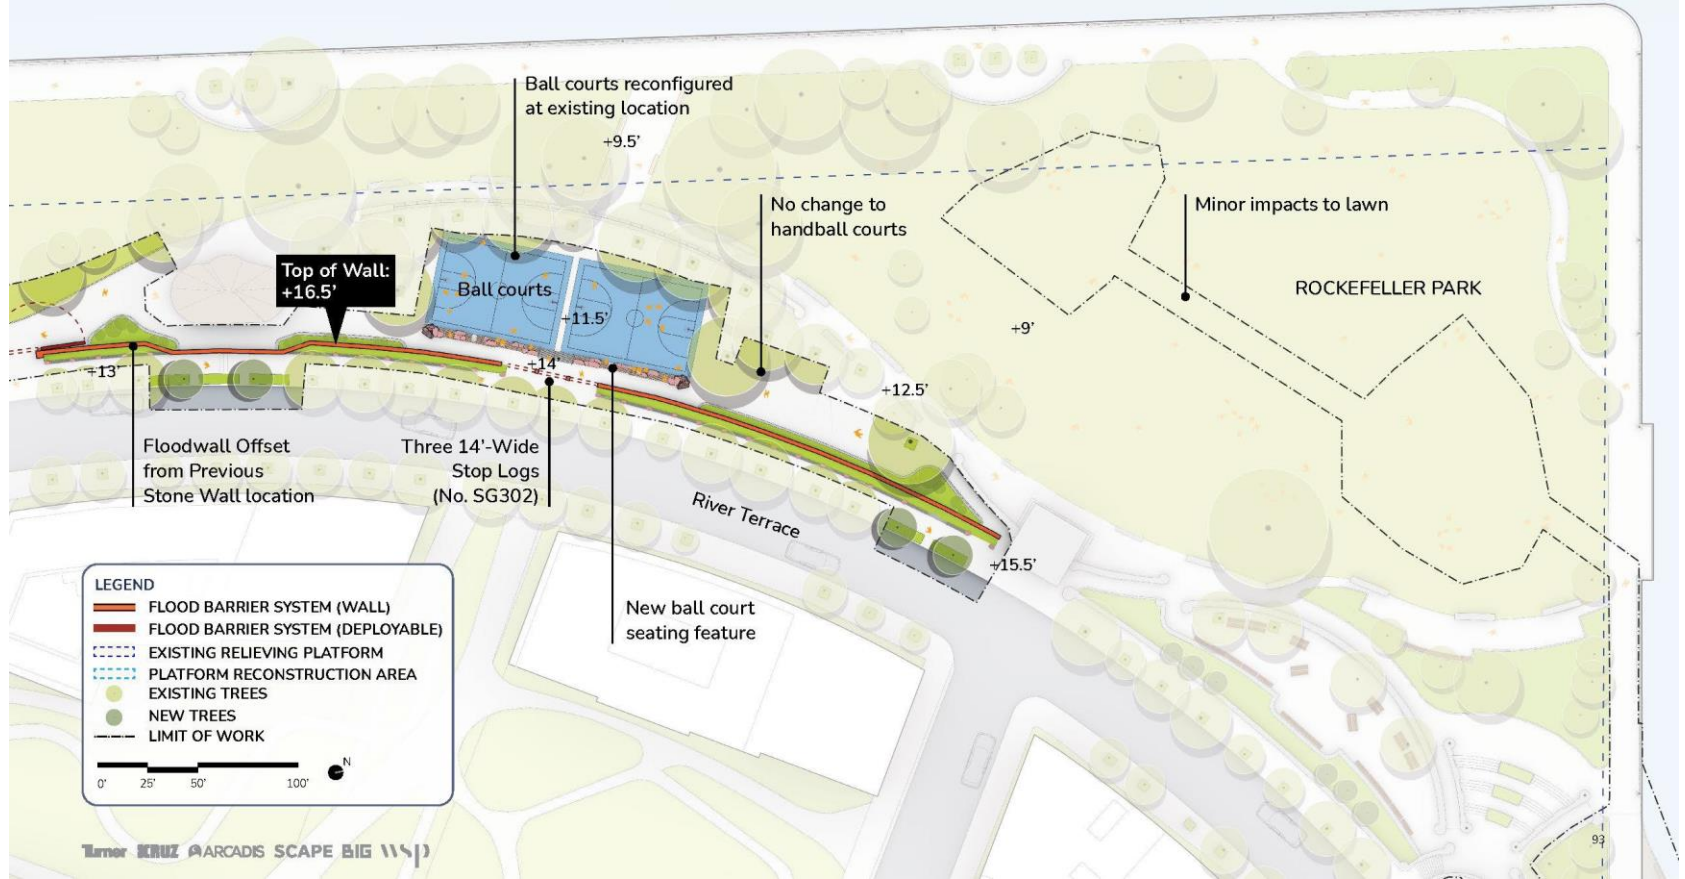 Ball courts reconfigured
at existing location
+9.5’
No change to
handball courts
Minor impacts to lawn
Top of Wall:
+16.5’
Ball courts
+11.5’
ROCKEFELLER PARK
+9’
+13’
+14’
+12.5’
Floodwall Offset
from Previous
Stone Wall location
Three 14’-Wide
Stop Logs
(No. SG302)
River Terrace
+15.5’
New ball court
seating feature
LEGEND
FLOOD BARRIER SYSTEM (WALL)
FLOOD BARRIER SYSTEM (DEPLOYABLE)
EXISTING RELIEVING PLATFORM
PLATFORM RECONSTRUCTION AREA
EXISTING TREES
NEW TREES
LIMIT OF WORK
N
0’ 25’ 50’ 100’
Turner KRUZ ARCADIS SCAPE BIG WSP
93